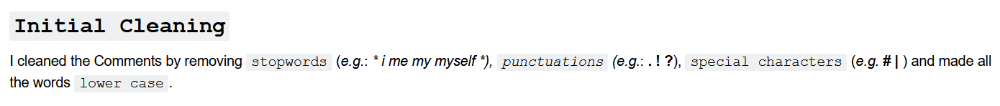 Initial Cleaning
I cleaned the Comments by removing stopwords (e.g.: * i me my myself *), punctuations (e.g.: . ! ?), special characters (e.g. # | ) and made all
the words lower case .